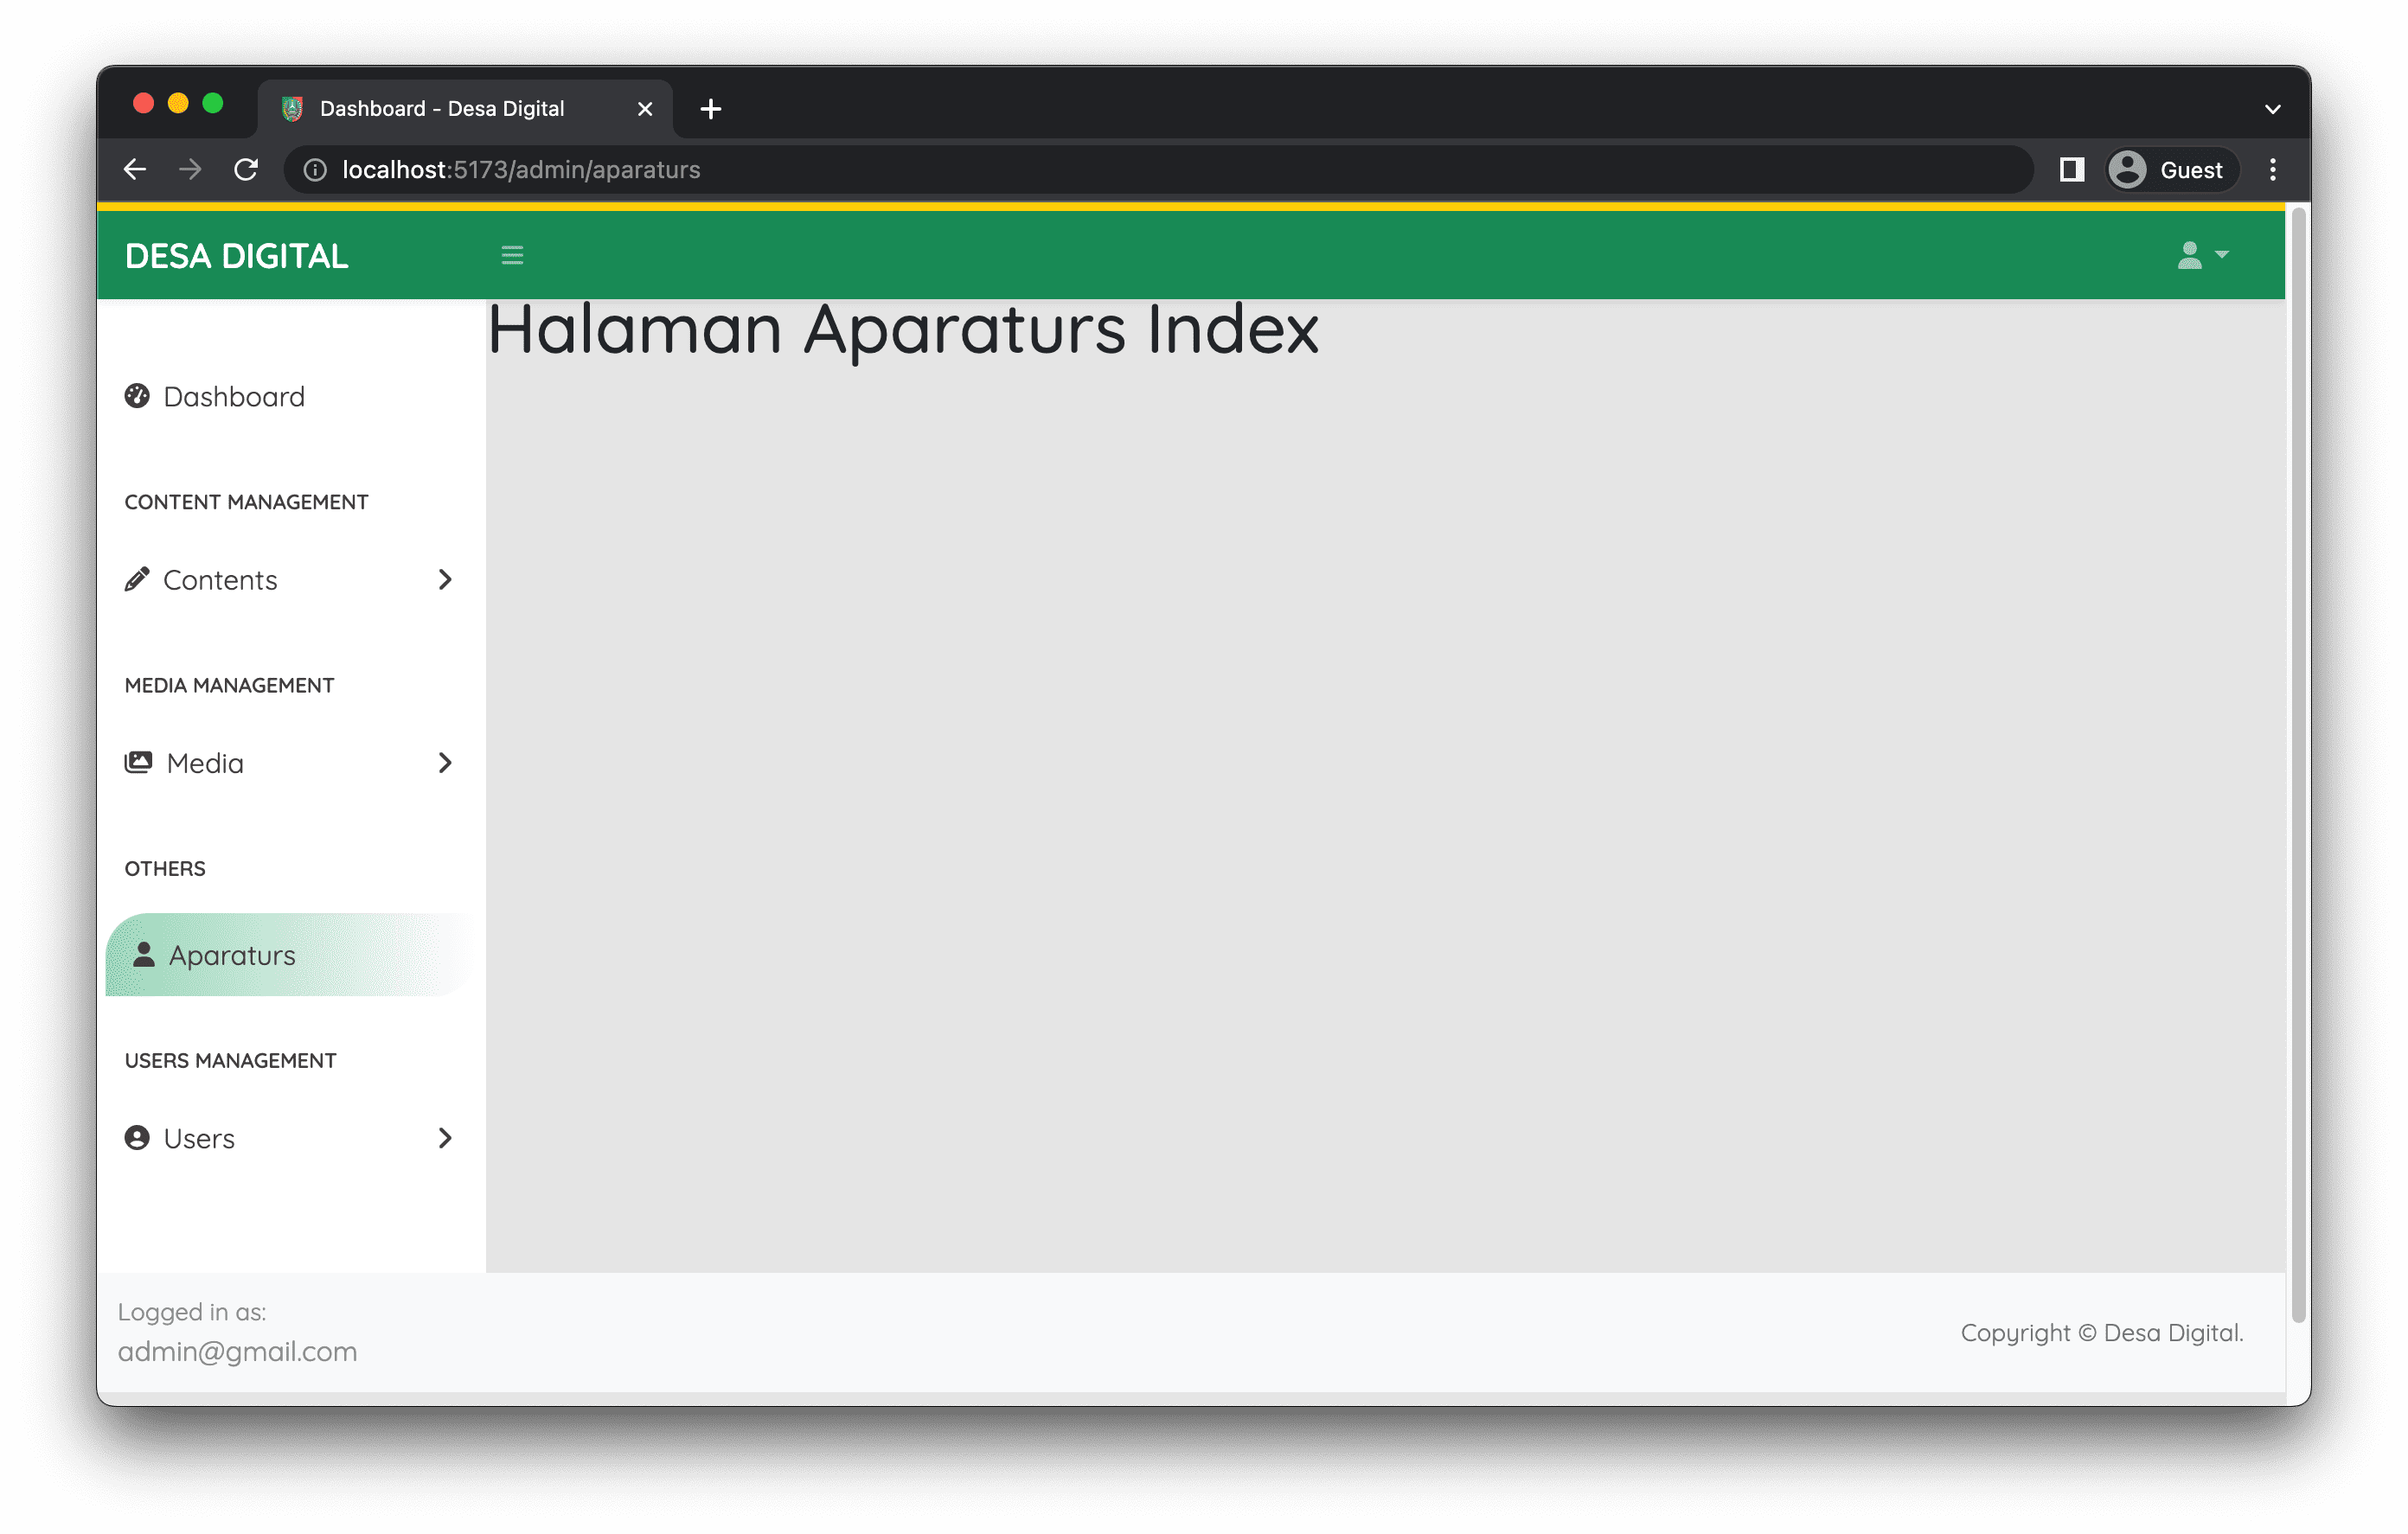 Dashboard - Desa Digital
localhost:5173/admin/aparaturs
Guest
DESA DIGITAL
Halaman Aparaturs Index
Dashboard
CONTENT MANAGEMENT
Contents
MEDIA MANAGEMENT
Media
OTHERS
Aparaturs
USERS MANAGEMENT
Users
Logged in as:
admin@gmail.com
Copyright © Desa Digital.